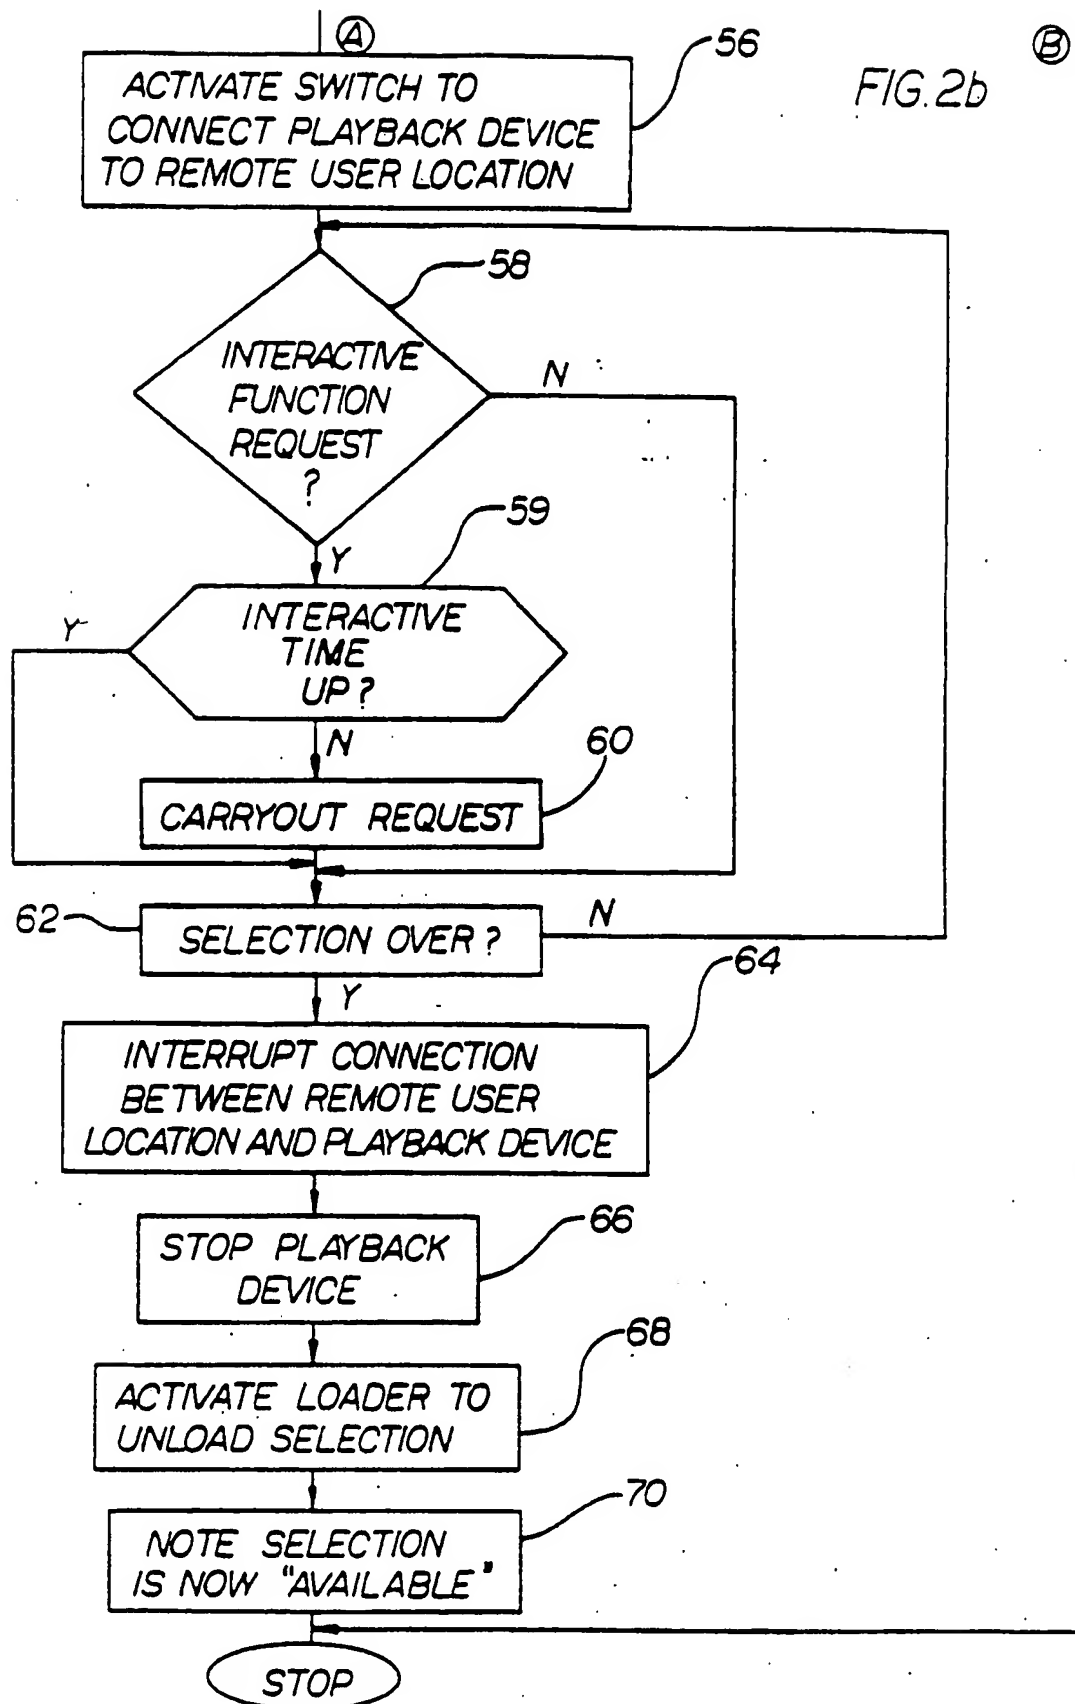 A
B
56
FIG. 2b
ACTIVATE SWITCH TO
CONNECT PLAYBACK DEVICE
TO REMOTE USER LOCATION
58
INTERACTIVE
FUNCTION
REQUEST
?
N
Y
59
INTERACTIVE
TIME
UP?
Y
N
60
CARRYOUT REQUEST
62
SELECTION OVER?
N
Y
64
INTERRUPT CONNECTION
BETWEEN REMOTE USER
LOCATION AND PLAYBACK DEVICE
66
STOP PLAYBACK
DEVICE
68
ACTIVATE LOADER TO
UNLOAD SELECTION
70
NOTE SELECTION
IS NOW "AVAILABLE"
STOP